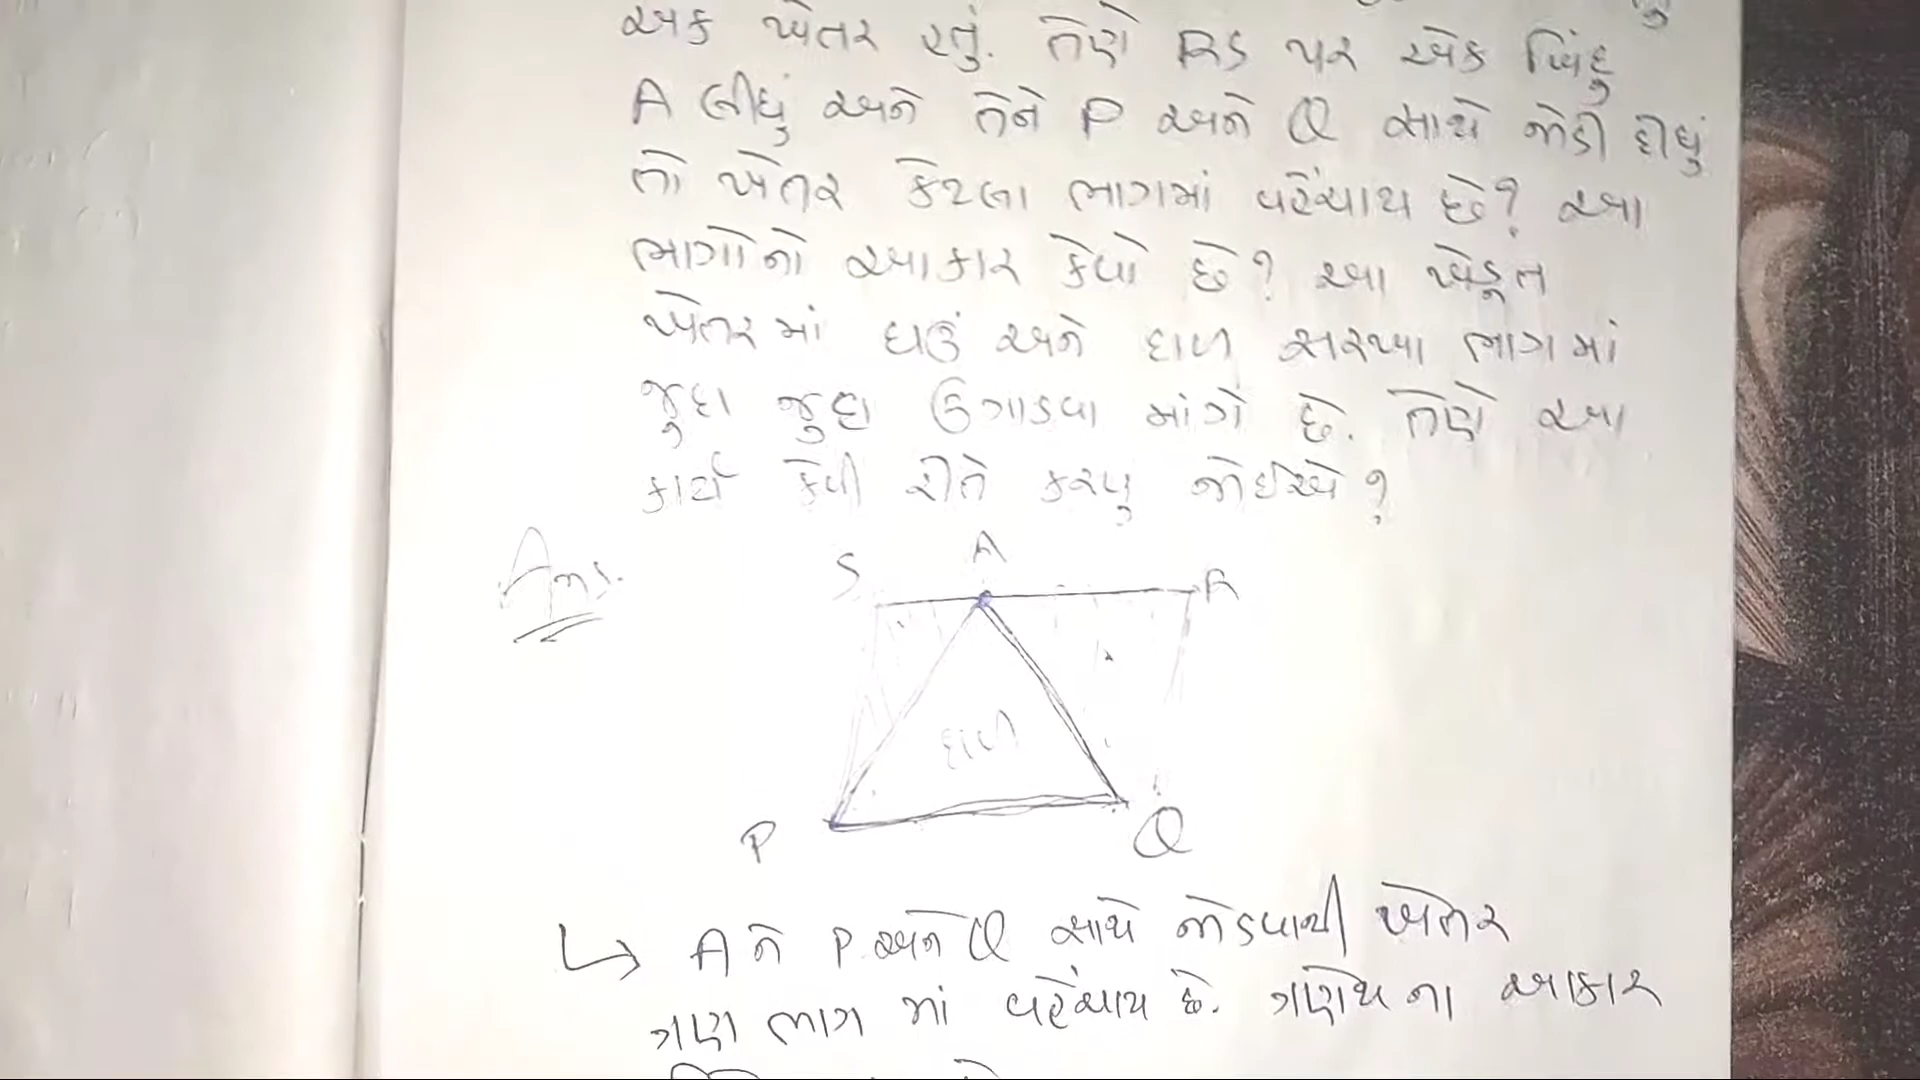 એક ખેતર હતું. તેણે RS પર એક બિંદુ
A લીધું અને તેને P અને Q સાથે જોડી દીધું
તો ખેતર કેટલા ભાગમાં વહેંચાય છે? આ
ભાગોનો આકાર કેવો છે? આ ખેડૂત
ખેતરમાં ઘઉં અને દાળ સરખા ભાગમાં
જુદા જુદા ઉગાડવા માંગે છે. તેણે આ
કાર્ય કેવી રીતે કરવુ જોઈએ?
Ans.
S A R
દાળ
P Q
↳ A ને P અને Q સાથે જોડવાથી ખેતર
ત્રણ ભાગ માં વહેંચાય છે. ત્રણેય ના આકાર